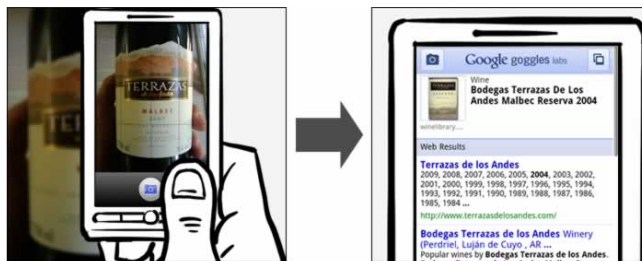 TERRAZAS
MALBEC
Google goggles labs
Wine
Bodegas Terrazas De Los
Andes Malbec Reserva 2004
winelibrary....
Web Results
Terrazas de los Andes
2009, 2008, 2007, 2006, 2005, 2004, 2003, 2002,
2001, 2000, 1999, 1998, 1997, 1996, 1995, 1994,
1993, 1992, 1991, 1990, 1989, 1988, 1987, 1986,
1985, 1984 ...
http://www.terrazasdelosandes.com/
Bodegas Terrazas de los Andes Winery
(Perdriel, Luján de Cuyo , AR ...
Popular wines by Bodegas Terrazas de los Andes.